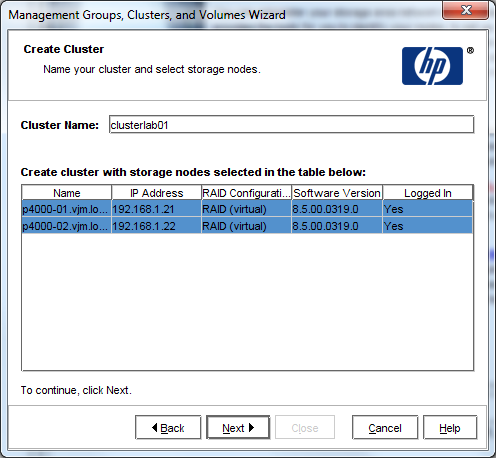 Management Groups, Clusters, and Volumes Wizard
Create Cluster
Name your cluster and select storage nodes.
hp ®
Cluster Name: clusterlab01
Create cluster with storage nodes selected in the table below:
Name IP Address RAID Configurati... Software Version Logged In
p4000-01.vjm.lo... 192.168.1.21 RAID (virtual) 8.5.00.0319.0 Yes
p4000-02.vjm.lo... 192.168.1.22 RAID (virtual) 8.5.00.0319.0 Yes
To continue, click Next.
Back Next Close Cancel Help